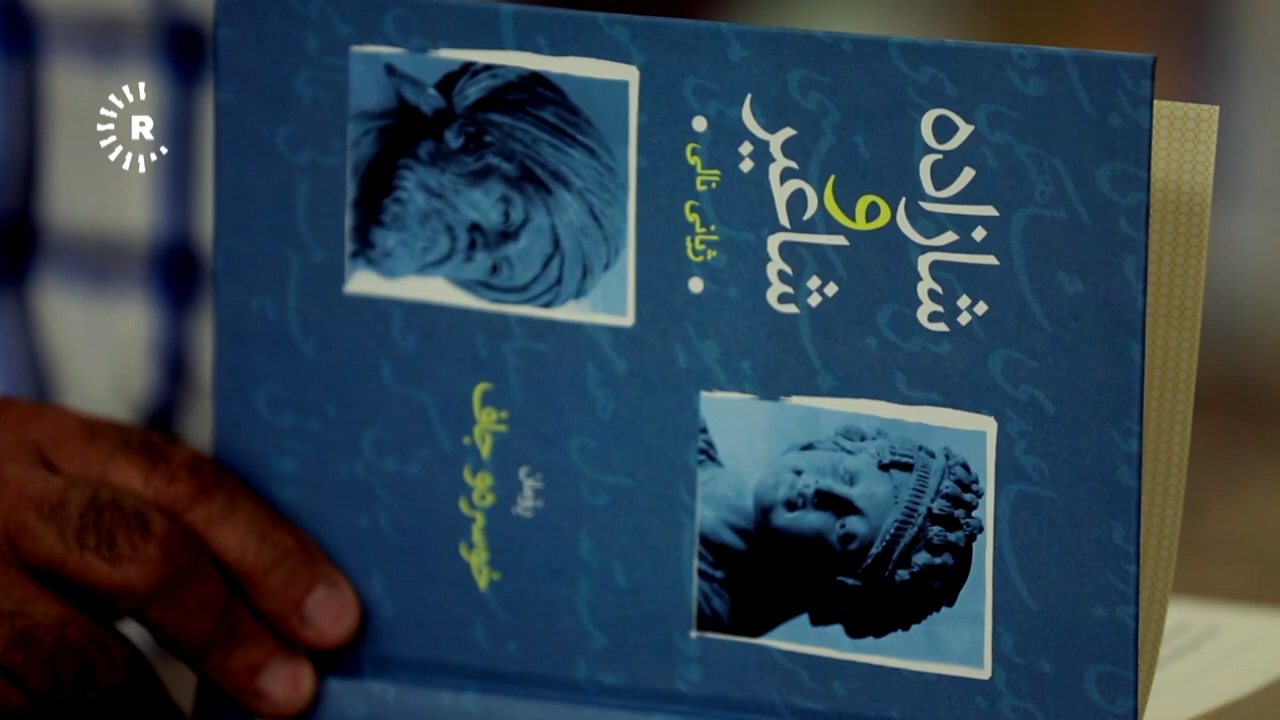 شازادە
و
شاعیر
• ژیانی نالی •
ڕۆمان
خوسرەو جاف
R